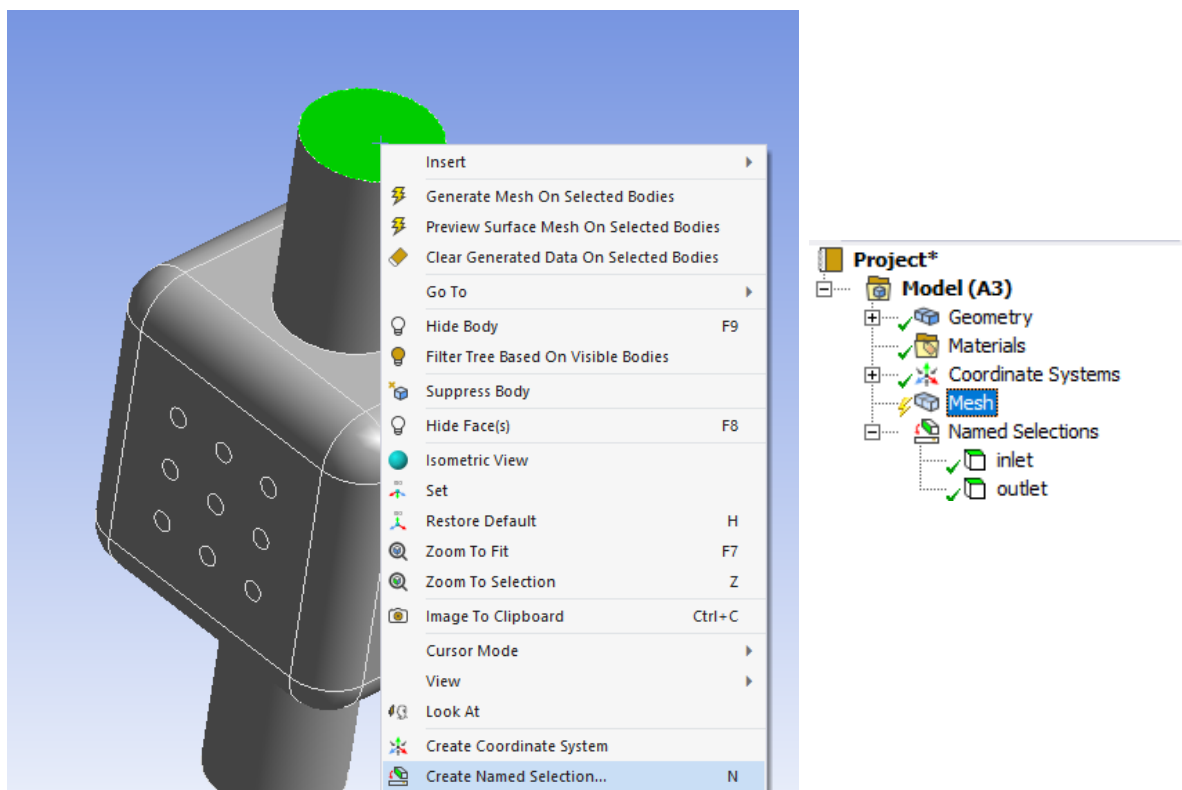 Insert
Generate Mesh On Selected Bodies
Preview Surface Mesh On Selected Bodies
Clear Generated Data On Selected Bodies
Go To
Hide Body F9
Filter Tree Based On Visible Bodies
Suppress Body
Hide Face(s) F8
Isometric View
Set
Restore Default H
Zoom To Fit F7
Zoom To Selection Z
Image To Clipboard Ctrl+C
Cursor Mode
View
Look At
Create Coordinate System
Create Named Selection... N
Project*
Model (A3)
Geometry
Materials
Coordinate Systems
Mesh
Named Selections
inlet
outlet